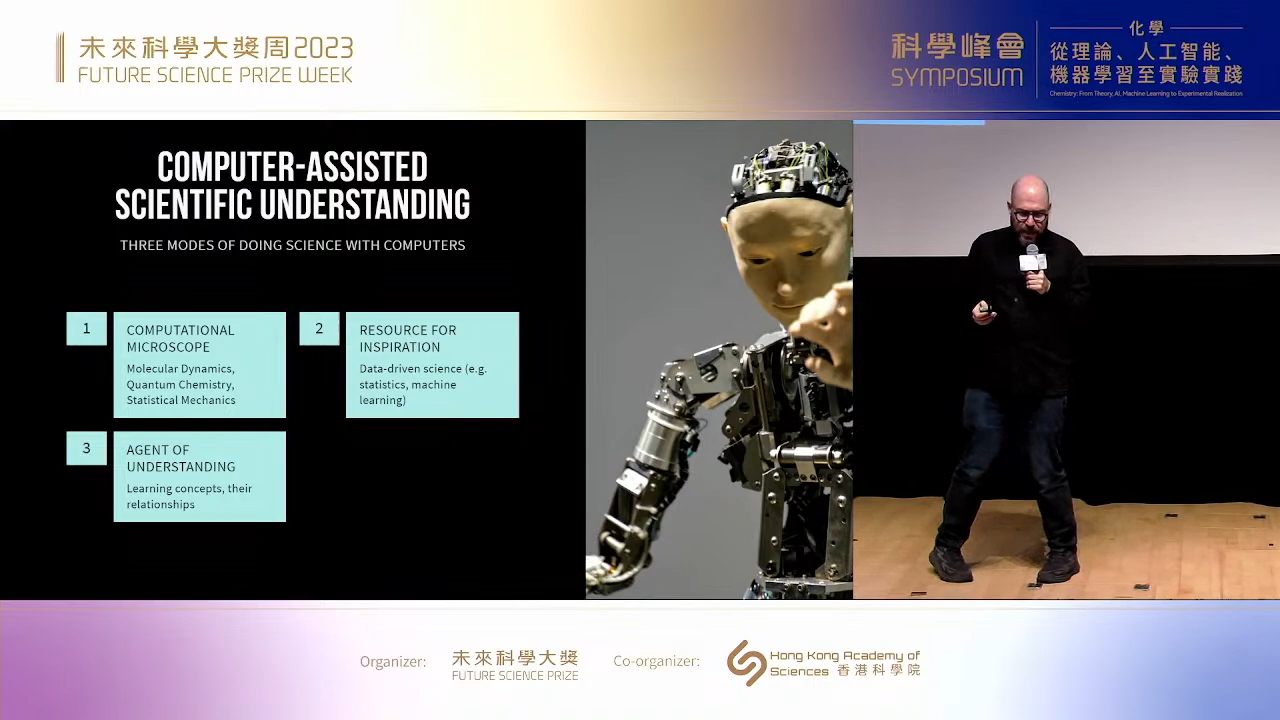 未來科學大獎周2023
FUTURE SCIENCE PRIZE WEEK
科學峰會
SYMPOSIUM
化學
從理論、人工智能、
機器學習至實驗實踐
Chemistry: From Theory, AI, Machine Learning to Experimental Realization
COMPUTER-ASSISTED
SCIENTIFIC UNDERSTANDING
THREE MODES OF DOING SCIENCE WITH COMPUTERS
1
COMPUTATIONAL
MICROSCOPE
Molecular Dynamics,
Quantum Chemistry,
Statistical Mechanics
2
RESOURCE FOR
INSPIRATION
Data-driven science (e.g.
statistics, machine
learning)
3
AGENT OF
UNDERSTANDING
Learning concepts, their
relationships
Organizer:
未來科學大獎
FUTURE SCIENCE PRIZE
Co-organizer:
Hong Kong Academy of
Sciences 香港科學院